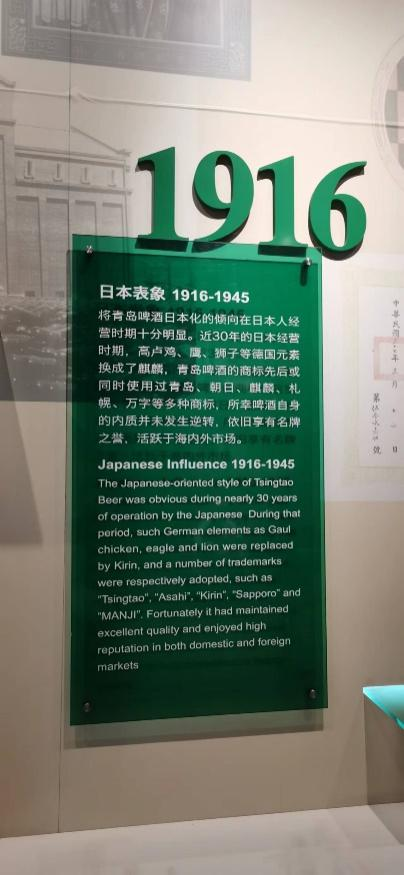 1916
日本表象 1916-1945
将青岛啤酒日本化的倾向在日本人经
营时期十分明显。近30年的日本经营
时期，高卢鸡、鹰、狮子等德国元素
换成了麒麟，青岛啤酒的商标先后或
同时使用过青岛、朝日、麒麟、札
幌、万字等多种商标，所幸啤酒自身
的内质并未发生逆转，依旧享有名牌
之誉，活跃于海内外市场。
Japanese Influence 1916-1945
The Japanese-oriented style of Tsingtao
Beer was obvious during nearly 30 years
of operation by the Japanese  During that
period, such German elements as Gaul
chicken, eagle and lion were replaced
by Kirin, and a number of trademarks
were respectively adopted, such as
"Tsingtao", "Asahi", "Kirin", "Sapporo" and
"MANJI". Fortunately it had maintained
excellent quality and enjoyed high
reputation in both domestic and foreign
markets
中華民國
月
日
第
號